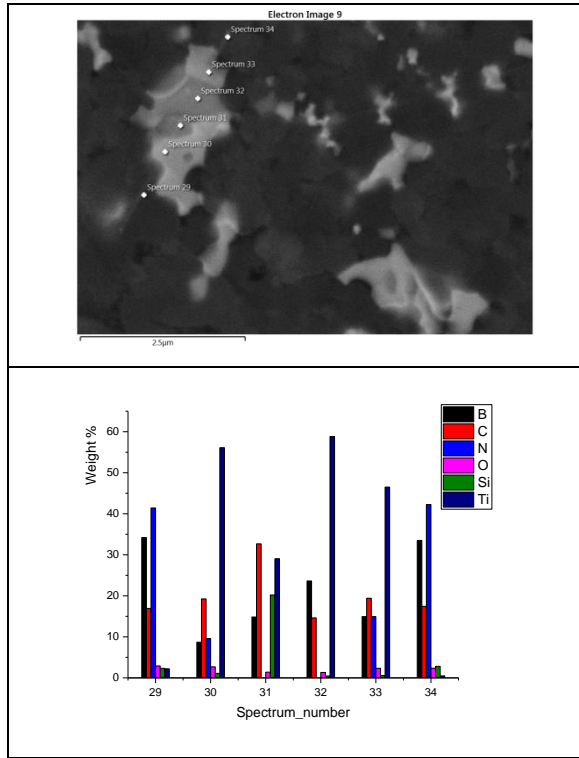 Electron Image 9
Spectrum 34
Spectrum 33
Spectrum 32
Spectrum 31
Spectrum 30
Spectrum 29
2.5µm
B
C
N
O
Si
Ti
Weight %
60
50
40
30
20
10
0
29 30 31 32 33 34
Spectrum_number